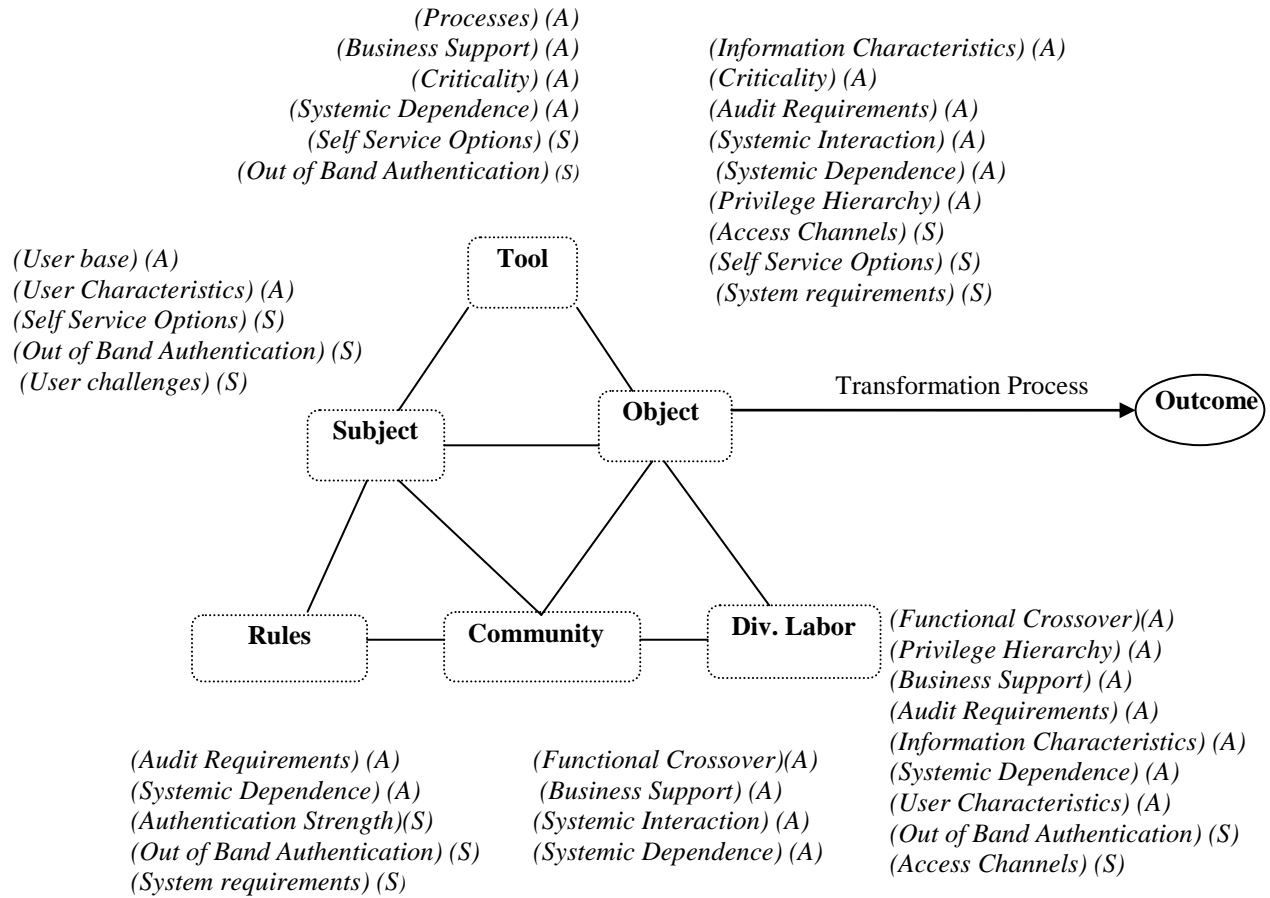 (Processes) (A)
(Business Support) (A)
(Criticality) (A)
(Systemic Dependence) (A)
(Self Service Options) (S)
(Out of Band Authentication) (S)
(Information Characteristics) (A)
(Criticality) (A)
(Audit Requirements) (A)
(Systemic Interaction) (A)
(Systemic Dependence) (A)
(Privilege Hierarchy) (A)
(Access Channels) (S)
(Self Service Options) (S)
(System requirements) (S)
(User base) (A)
(User Characteristics) (A)
(Self Service Options) (S)
(Out of Band Authentication) (S)
(User challenges) (S)
Tool
Subject
Object
Transformation Process
Outcome
Rules
Community
Div. Labor
(Audit Requirements) (A)
(Systemic Dependence) (A)
(Authentication Strength)(S)
(Out of Band Authentication) (S)
(System requirements) (S)
(Functional Crossover)(A)
(Business Support) (A)
(Systemic Interaction) (A)
(Systemic Dependence) (A)
(Functional Crossover)(A)
(Privilege Hierarchy) (A)
(Business Support) (A)
(Audit Requirements) (A)
(Information Characteristics) (A)
(Systemic Dependence) (A)
(User Characteristics) (A)
(Out of Band Authentication) (S)
(Access Channels) (S)